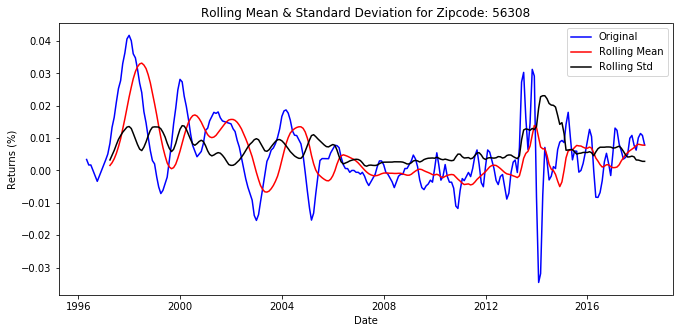 Rolling Mean & Standard Deviation for Zipcode: 56308
Original
Rolling Mean
Rolling Std
0.04
0.03
0.02
0.01
0.00
−0.01
−0.02
−0.03
Returns (%)
1996
2000
2004
2008
2012
2016
Date